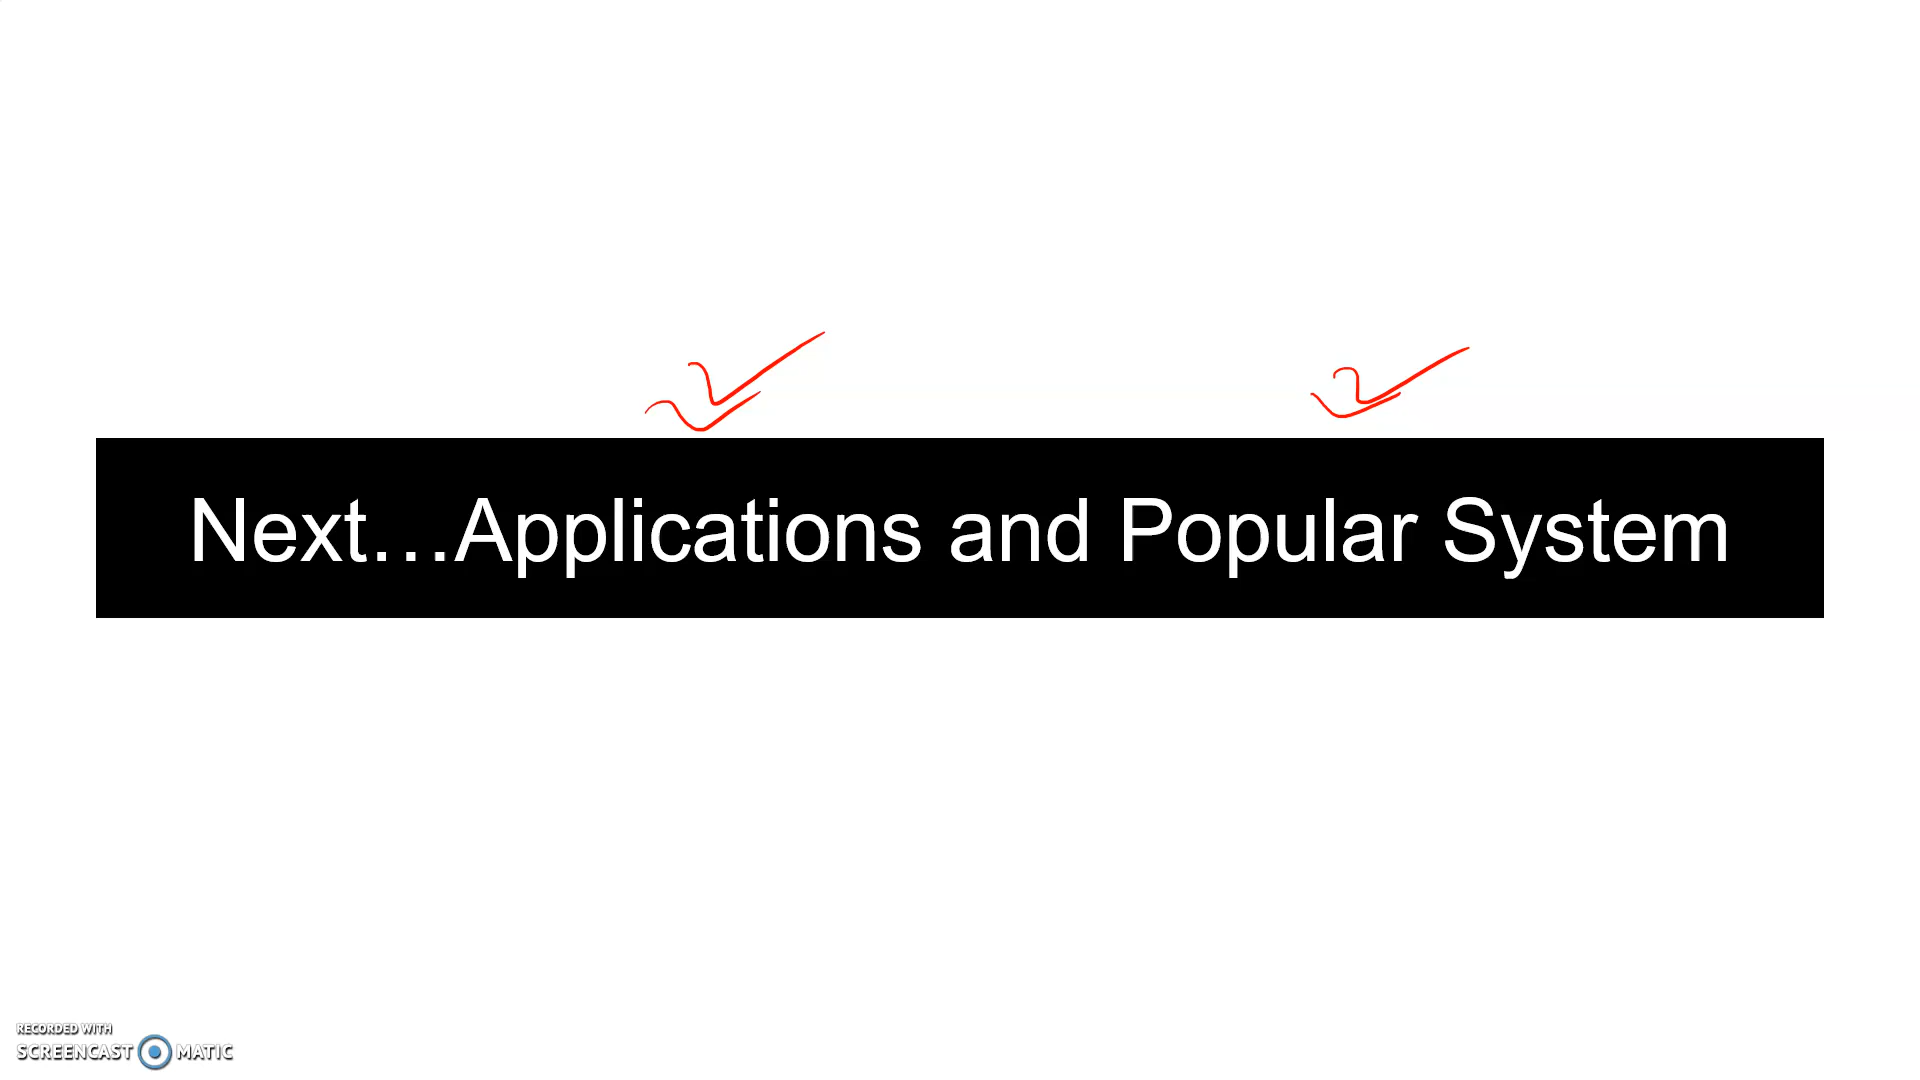 Next…Applications and Popular System
RECORDED WITH
SCREENCAST MATIC